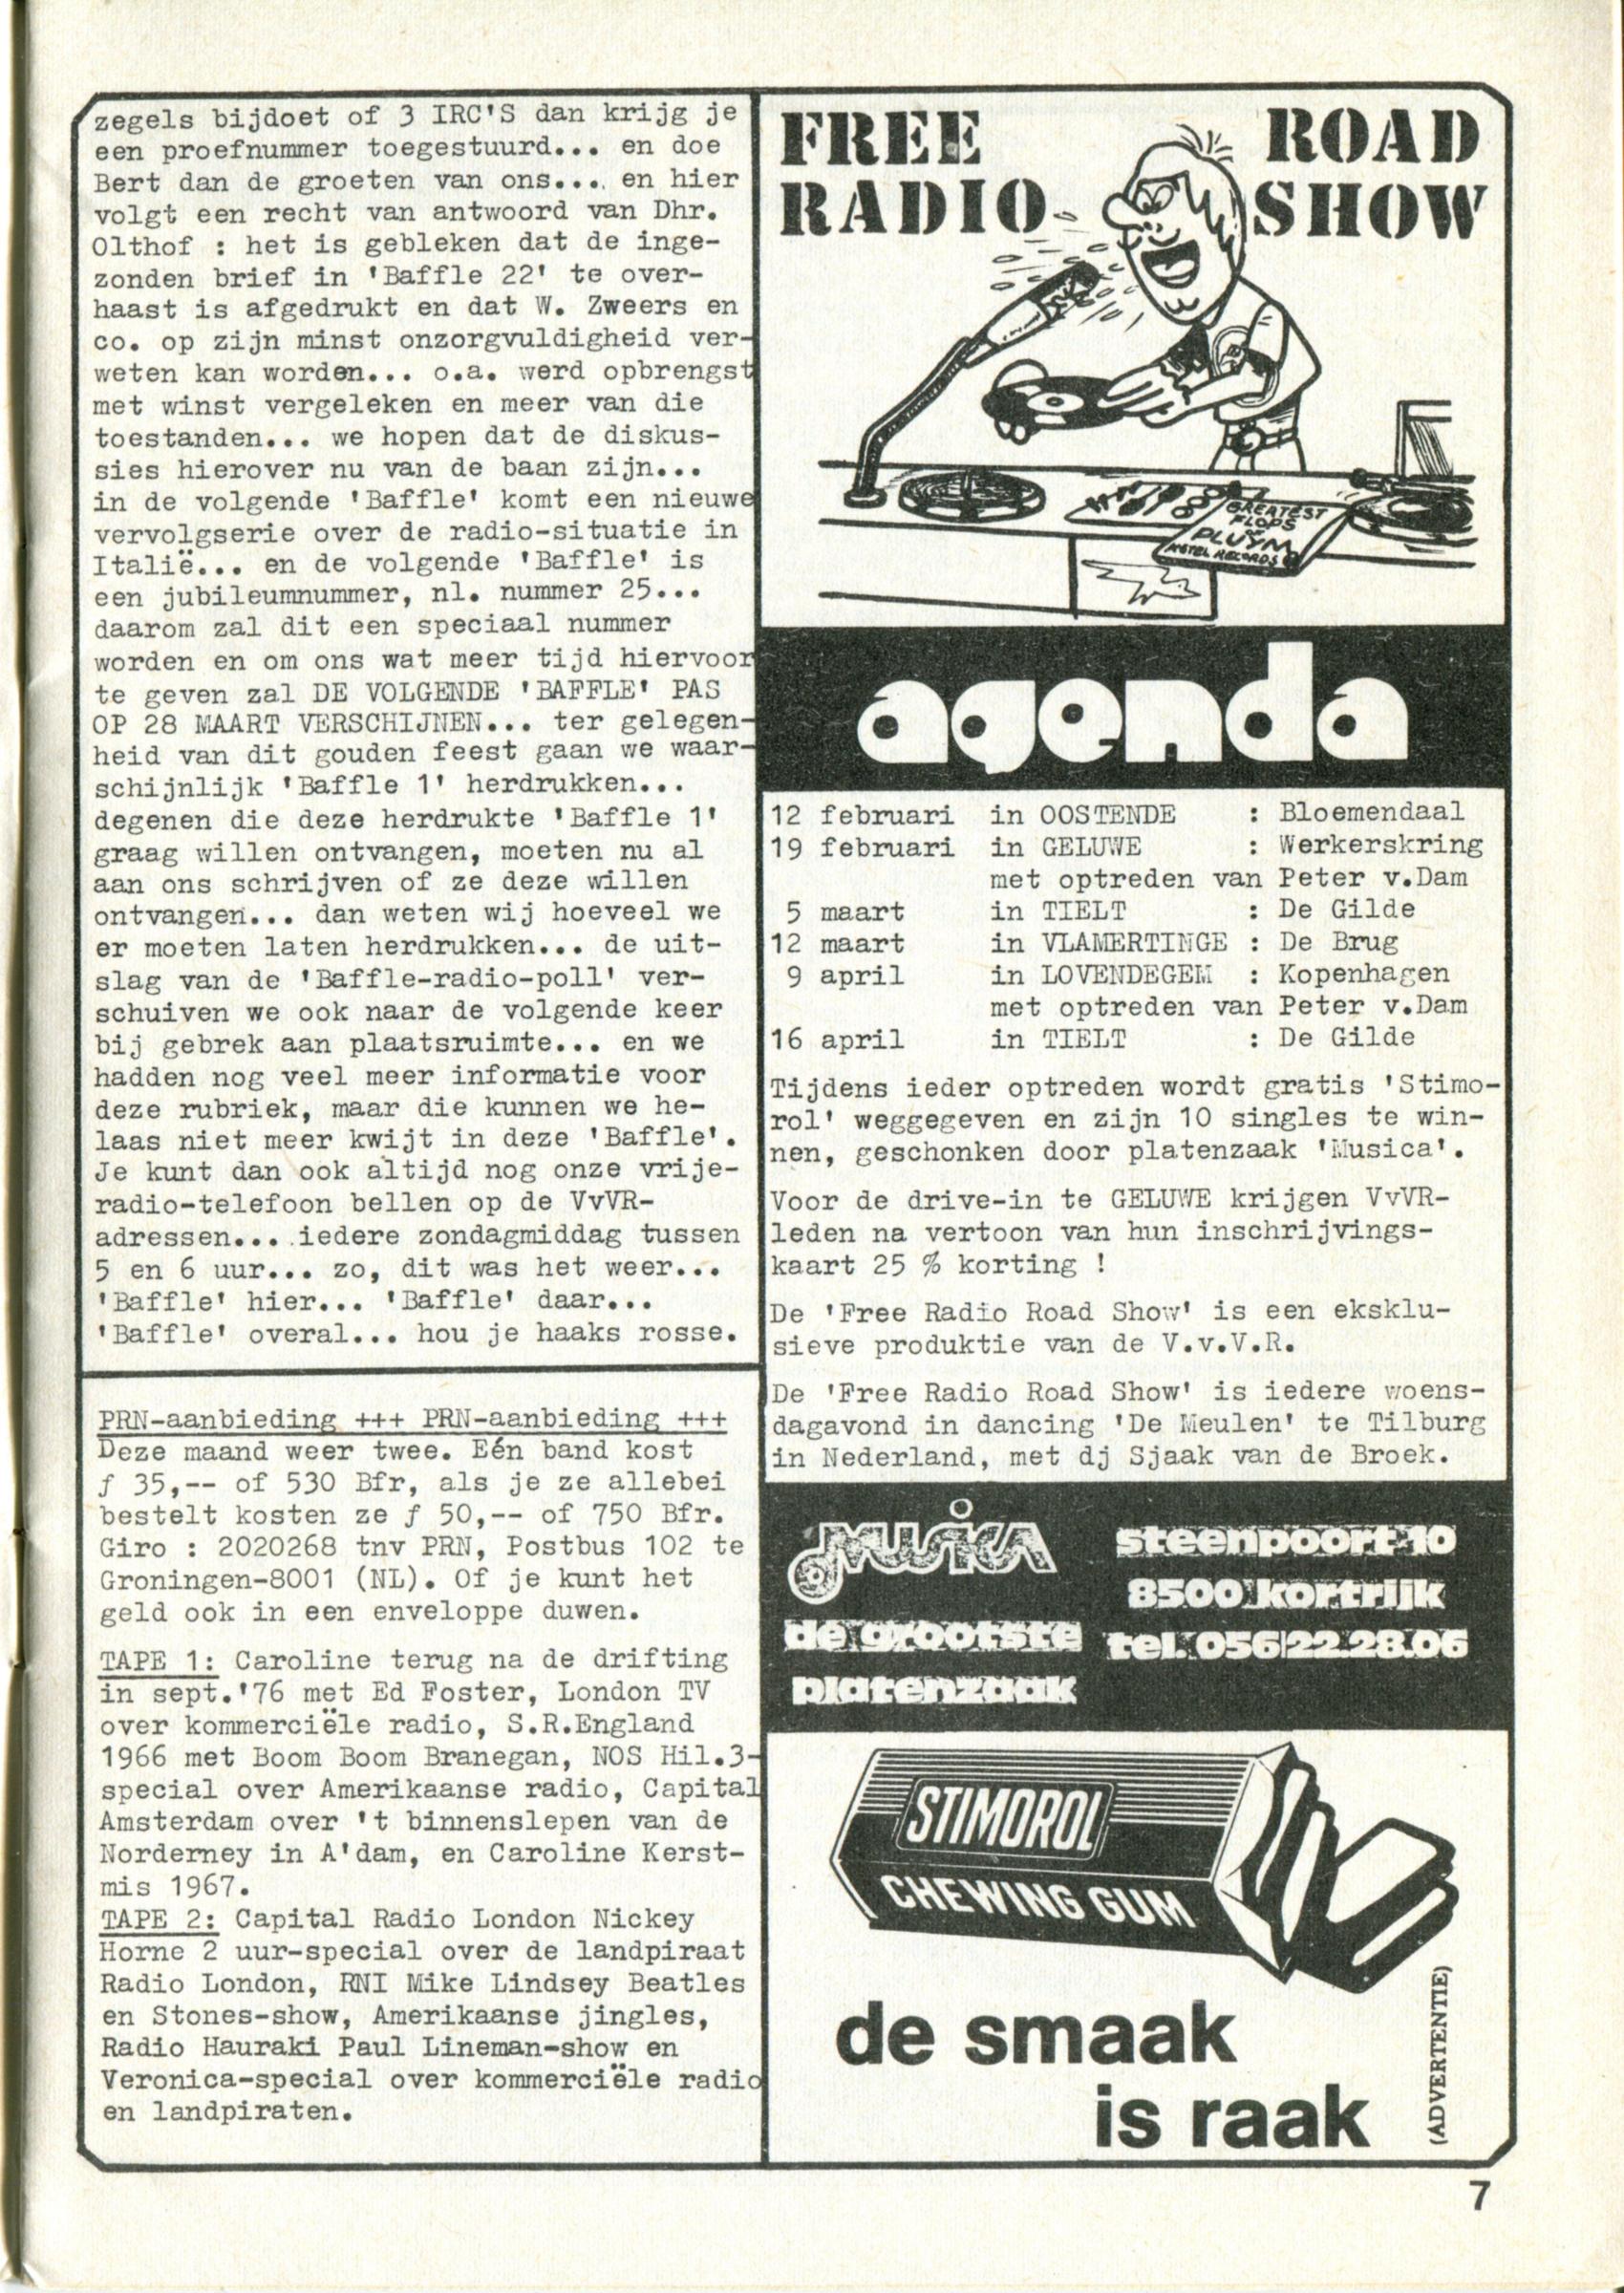 zegels bijdoet of 3 IRC'S dan krijg je
een proefnummer toegestuurd... en doe
Bert dan de groeten van ons.... en hier
volgt een recht van antwoord van Dhr.
Olthof : het is gebleken dat de inge-
zonden brief in 'Baffle 22' te over-
haast is afgedrukt en dat W. Zweers en
co. op zijn minst onzorgvuldigheid ver-
weten kan worden... o.a. werd opbrengst
met winst vergeleken en meer van die
toestanden... we hopen dat de diskus-
sies hierover nu van de baan zijn...
in de volgende 'Baffle' komt een nieuwe
vervolgserie over de radio-situatie in
Italië... en de volgende 'Baffle' is
een jubileumnummer, nl. nummer 25...
daarom zal dit een speciaal nummer
worden en om ons wat meer tijd hiervoor
te geven zal DE VOLGENDE 'BAFFLE' PAS
OP 28 MAART VERSCHIJNEN... ter gelegen-
heid van dit gouden feest gaan we waar-
schijnlijk 'Baffle 1' herdrukken...
degenen die deze herdrukte 'Baffle 1'
graag willen ontvangen, moeten nu al
aan ons schrijven of ze deze willen
ontvangen... dan weten wij hoeveel we
er moeten laten herdrukken... de uit-
slag van de 'Baffle-radio-poll' ver-
schuiven we ook naar de volgende keer
bij gebrek aan plaatsruimte... en we
hadden nog veel meer informatie voor
deze rubriek, maar die kunnen we he-
laas niet meer kwijt in deze 'Baffle'.
Je kunt dan ook altijd nog onze vrije-
radio-telefoon bellen op de VvVR-
adressen... iedere zondagmiddag tussen
5 en 6 uur... zo, dit was het weer...
'Baffle' hier... 'Baffle' daar...
'Baffle' overal... hou je haaks rosse.
PRN-aanbieding +++ PRN-aanbieding +++
Deze maand weer twee. Eén band kost
ƒ 35,-- of 530 Bfr, als je ze allebei
bestelt kosten ze ƒ 50,-- of 750 Bfr.
Giro : 2020268 tnv PRN, Postbus 102 te
Groningen-8001 (NL). Of je kunt het
geld ook in een enveloppe duwen.
TAPE 1: Caroline terug na de drifting
in sept.'76 met Ed Foster, London TV
over kommerciële radio, S.R.England
1966 met Boom Boom Branegan, NOS Hil.3-
special over Amerikaanse radio, Capital
Amsterdam over 't binnenslepen van de
Norderney in A'dam, en Caroline Kerst-
mis 1967.
TAPE 2: Capital Radio London Nickey
Horne 2 uur-special over de landpiraat
Radio London, RNI Mike Lindsey Beatles
en Stones-show, Amerikaanse jingles,
Radio Hauraki Paul Lineman-show en
Veronica-special over kommerciële radio
en landpiraten.
FREE ROAD
RADIO SHOW
GREATEST
FLOPS
OF
PLUYM
AMSTEL RECORDS
agenda
12 februari in OOSTENDE : Bloemendaal
19 februari in GELUWE : Werkerskring
met optreden van Peter v.Dam
5 maart in TIELT : De Gilde
12 maart in VLAMERTINGE : De Brug
9 april in LOVENDEGEM : Kopenhagen
met optreden van Peter v.Dam
16 april in TIELT : De Gilde
Tijdens ieder optreden wordt gratis 'Stimo-
rol' weggegeven en zijn 10 singles te win-
nen, geschonken door platenzaak 'Musica'.
Voor de drive-in te GELUWE krijgen VvVR-
leden na vertoon van hun inschrijvings-
kaart 25 % korting !
De 'Free Radio Road Show' is een eksklu-
sieve produktie van de V.v.V.R.
De 'Free Radio Road Show' is iedere woens-
dagavond in dancing 'De Meulen' te Tilburg
in Nederland, met dj Sjaak van de Broek.
MUSICA
de grootste
platenzaak
steenpoort 10
8500 kortrijk
tel. 056|22.28.06
STIMOROL
CHEWING GUM
de smaak
is raak
(ADVERTENTIE)
7